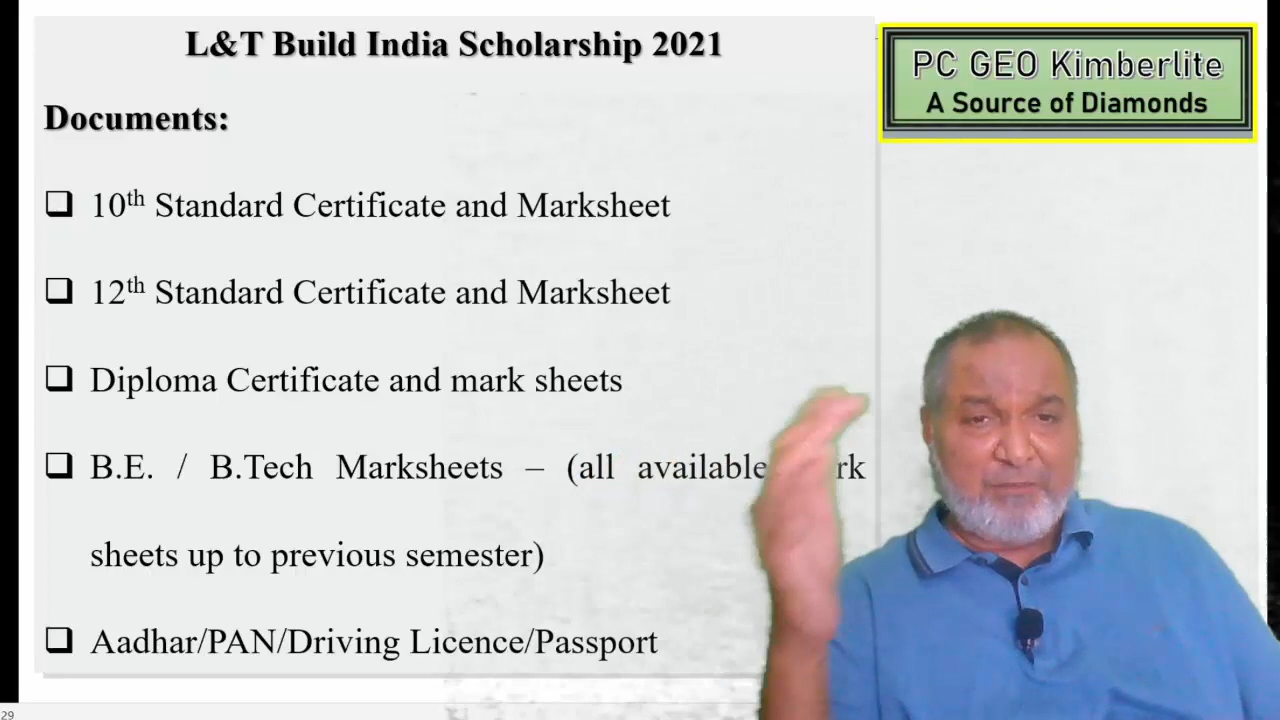 L&T Build India Scholarship 2021
PC GEO Kimberlite
A Source of Diamonds
Documents:
10th Standard Certificate and Marksheet
12th Standard Certificate and Marksheet
Diploma Certificate and mark sheets
B.E. / B.Tech Marksheets – (all available
sheets up to previous semester)
Aadhar/PAN/Driving Licence/Passport
29